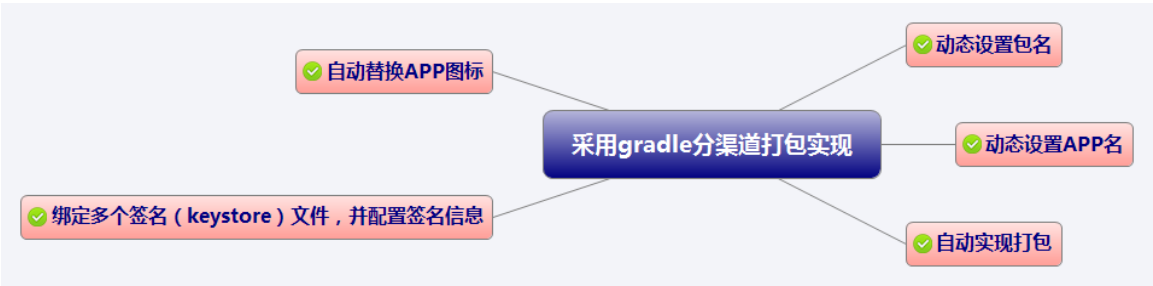 动态设置包名
自动替换APP图标
采用gradle分渠道打包实现
动态设置APP名
绑定多个签名（keystore）文件，并配置签名信息
自动实现打包